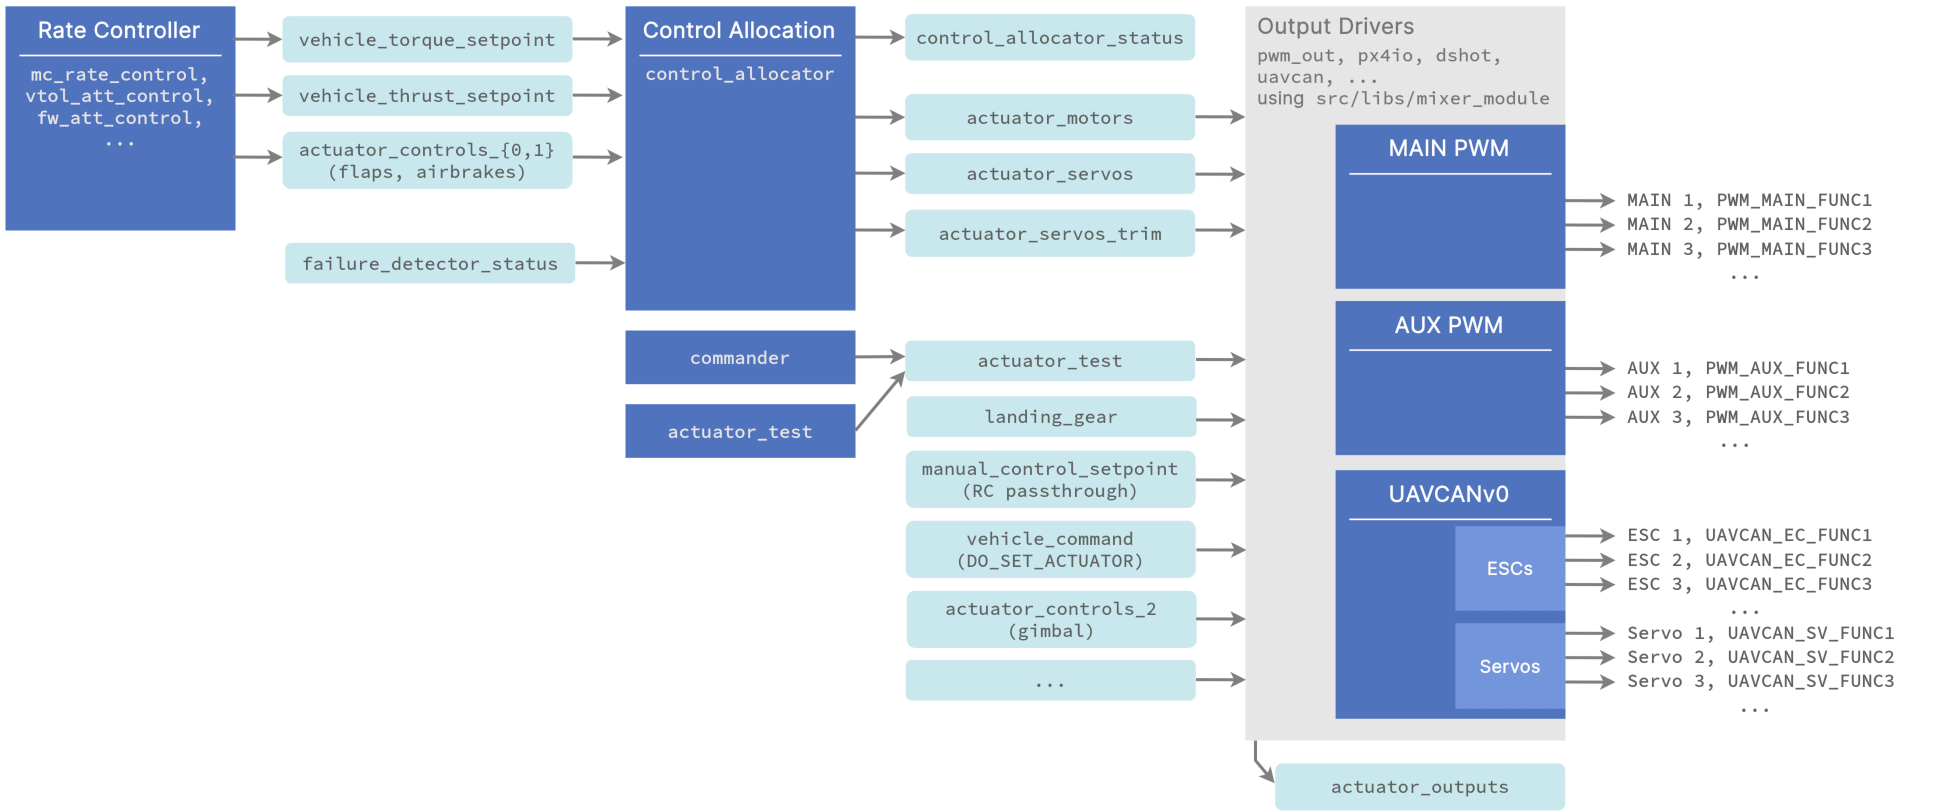 Rate Controller
mc_rate_control,
vtol_att_control,
fw_att_control,
...
vehicle_torque_setpoint
vehicle_thrust_setpoint
actuator_controls_{0,1}
(flaps, airbrakes)
failure_detector_status
Control Allocation
control_allocator
commander
actuator_test
control_allocator_status
actuator_motors
actuator_servos
actuator_servos_trim
actuator_test
landing_gear
manual_control_setpoint
(RC passthrough)
vehicle_command
(DO_SET_ACTUATOR)
actuator_controls_2
(gimbal)
...
Output Drivers
pwm_out, px4io, dshot,
uavcan, ...
using src/libs/mixer_module
MAIN PWM
MAIN 1, PWM_MAIN_FUNC1
MAIN 2, PWM_MAIN_FUNC2
MAIN 3, PWM_MAIN_FUNC3
...
AUX PWM
AUX 1, PWM_AUX_FUNC1
AUX 2, PWM_AUX_FUNC2
AUX 3, PWM_AUX_FUNC3
...
UAVCANv0
ESCs
ESC 1, UAVCAN_EC_FUNC1
ESC 2, UAVCAN_EC_FUNC2
ESC 3, UAVCAN_EC_FUNC3
...
Servos
Servo 1, UAVCAN_SV_FUNC1
Servo 2, UAVCAN_SV_FUNC2
Servo 3, UAVCAN_SV_FUNC3
...
actuator_outputs